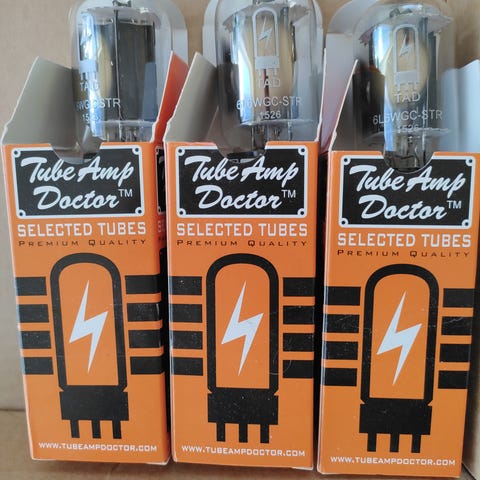 TAD
6L6WGC-STR
1526
Tube Amp
Doctor™
SELECTED TUBES
PREMIUM QUALITY
WWW.TUBEAMPDOCTOR.COM
TAD
6L6WGC-STR
1526
Tube Amp
Doctor™
SELECTED TUBES
PREMIUM QUALITY
WWW.TUBEAMPDOCTOR.COM
TAD
6L6WGC-STR
1526
Tube Amp
Doctor™
SELECTED TUBES
PREMIUM QUALITY
WWW.TUBEAMPDOCTOR.COM